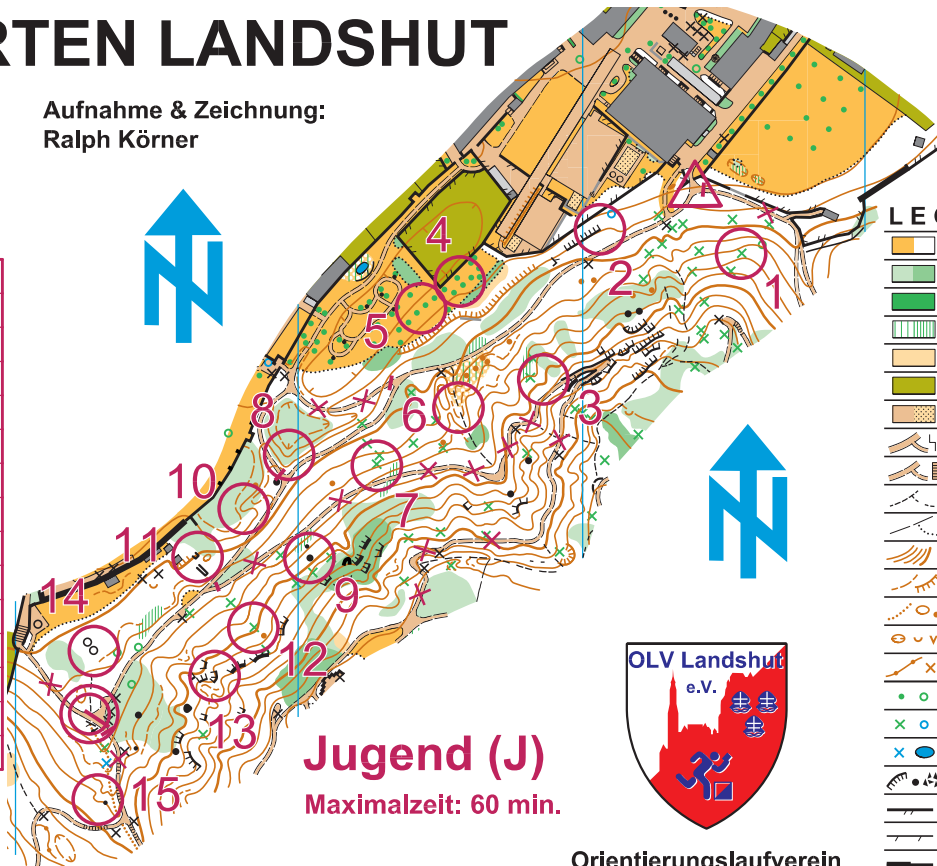 RTEN LANDSHUT
Aufnahme & Zeichnung:
Ralph Körner
LEG
4
5
2
1
3
6
8
7
10
11
9
14
12
13
15
Jugend (J)
Maximalzeit: 60 min.
OLV Landshut
e.V.
Orientierungslaufverein